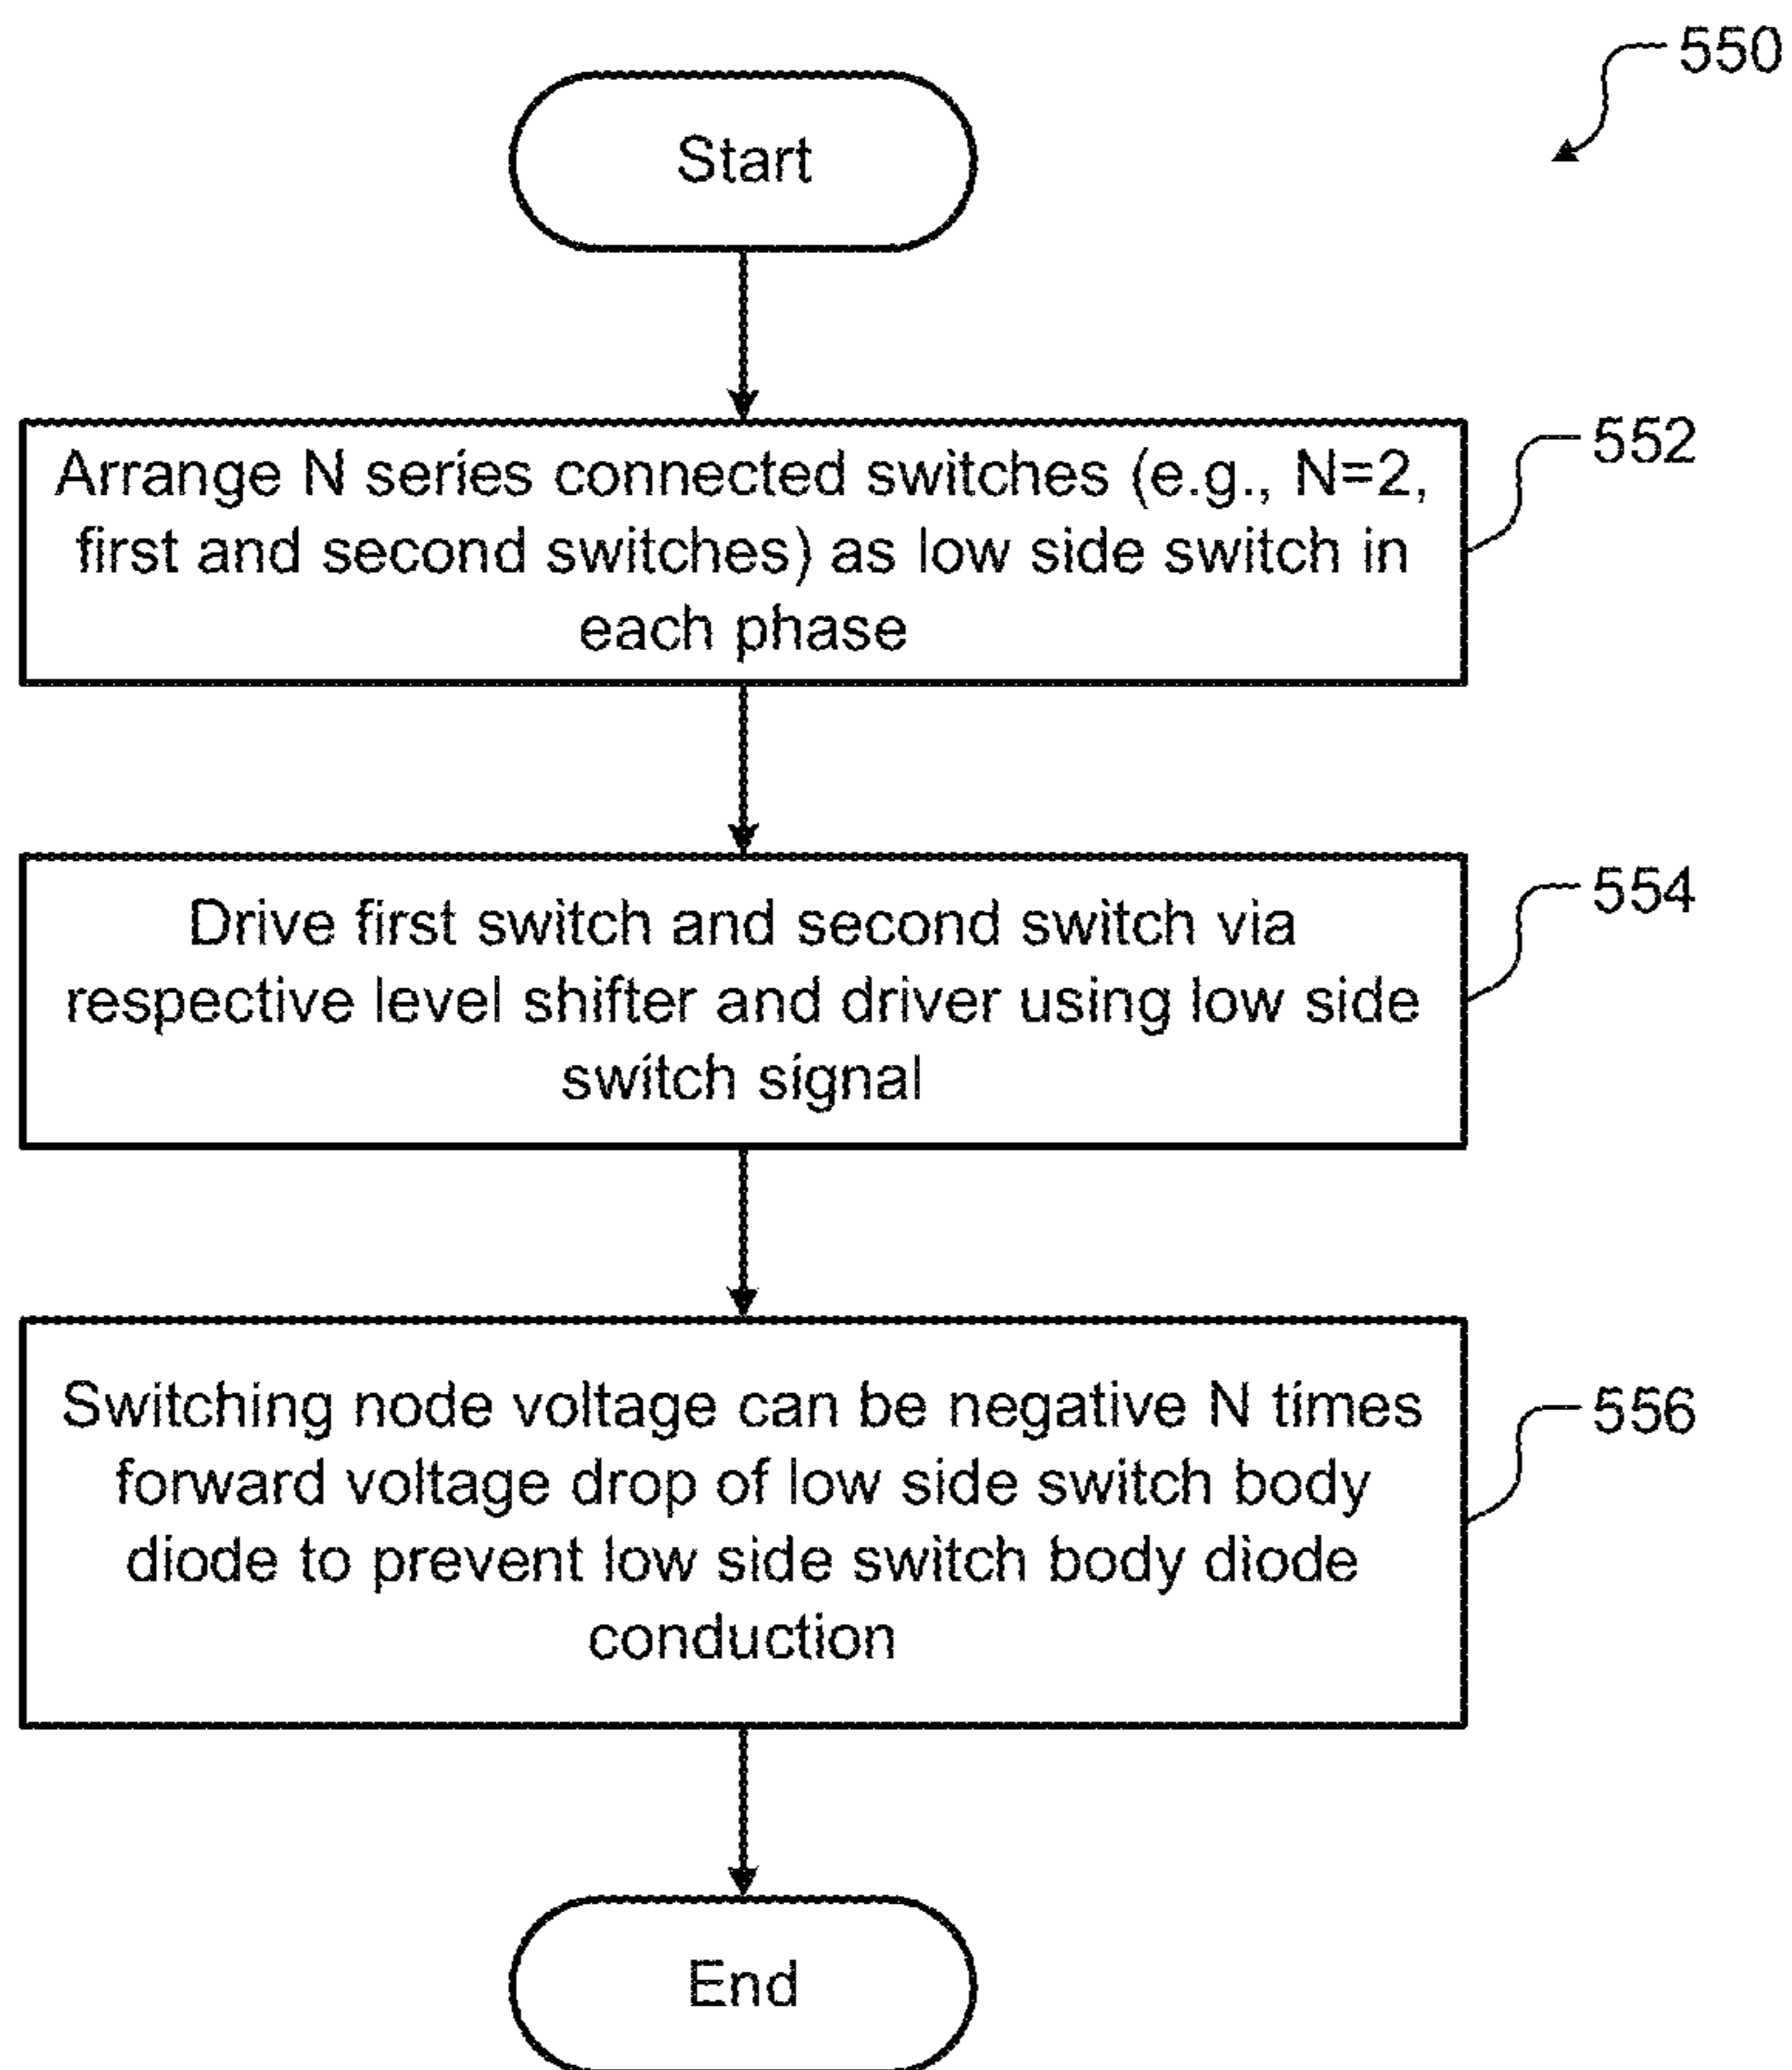 550
Start
552
Arrange N series connected switches (e.g., N=2,
first and second switches) as low side switch in
each phase
554
Drive first switch and second switch via
respective level shifter and driver using low side
switch signal
556
Switching node voltage can be negative N times
forward voltage drop of low side switch body
diode to prevent low side switch body diode
conduction
End